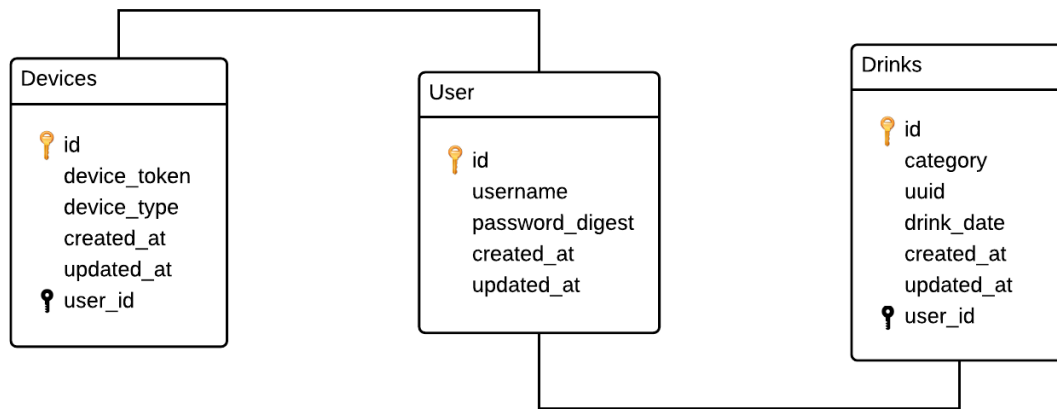 Devices
id
device_token
device_type
created_at
updated_at
user_id
User
id
username
password_digest
created_at
updated_at
Drinks
id
category
uuid
drink_date
created_at
updated_at
user_id